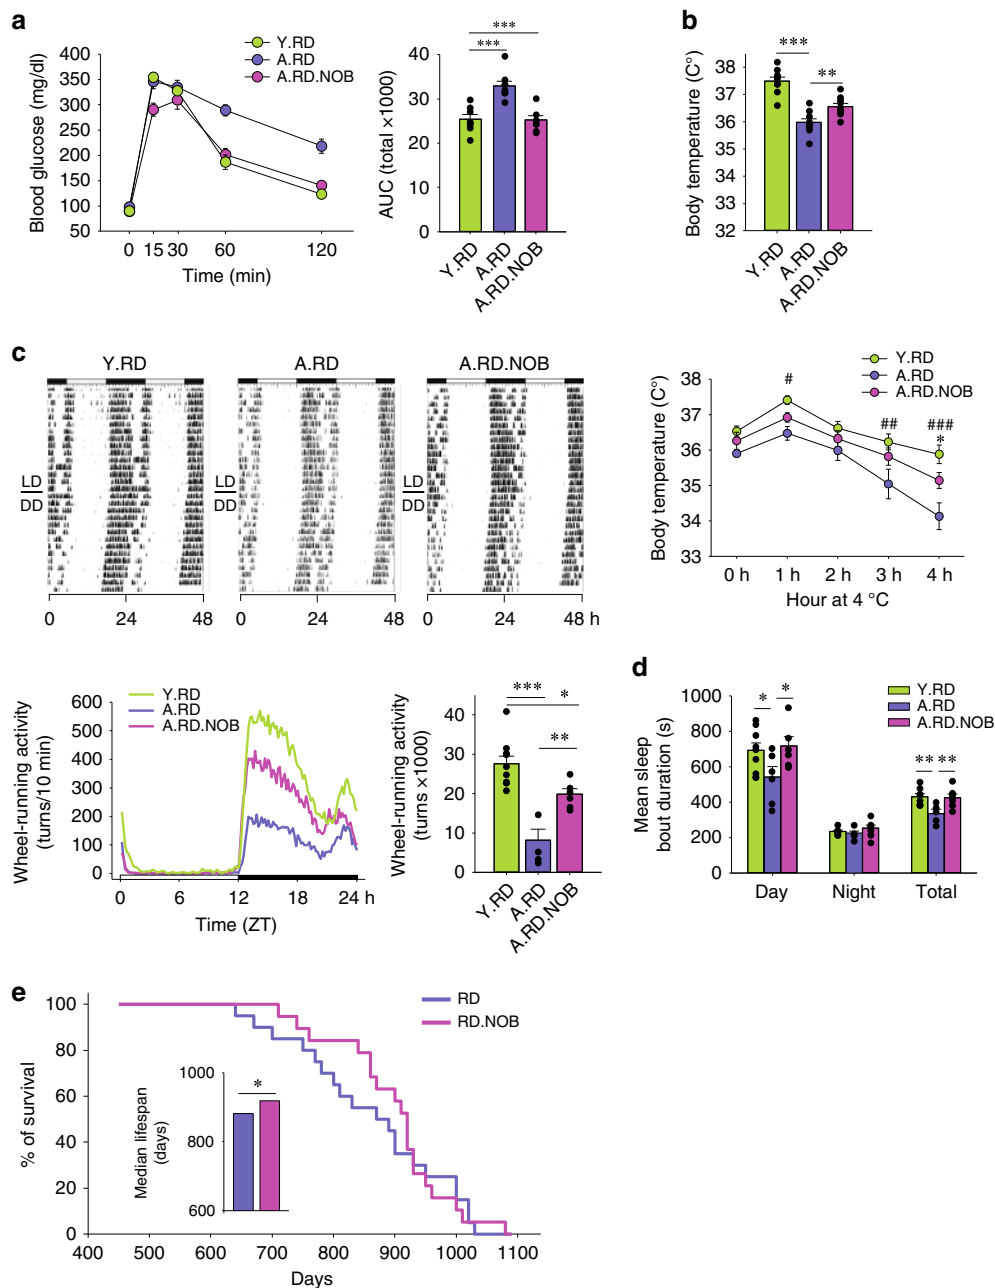 a
Y.RD
A.RD
A.RD.NOB
Blood glucose (mg/dl)
400
350
300
250
200
150
100
50
0 15 30 60 120
Time (min)
AUC (total ×1000)
40
30
20
10
0
***
***
Y.RD
A.RD
A.RD.NOB
b
Body temperature (C°)
38
37
36
35
34
33
32
***
**
Y.RD
A.RD
A.RD.NOB
c
Y.RD
A.RD
A.RD.NOB
LD
DD
LD
DD
LD
DD
0 24 48
0 24 48
0 24 48 h
Y.RD
A.RD
A.RD.NOB
Body temperature (C°)
38
37
36
35
34
33
#
##
###
*
0 h 1 h 2 h 3 h 4 h
Hour at 4 °C
Y.RD
A.RD
A.RD.NOB
Wheel-running activity
(turns/10 min)
600
500
400
300
200
100
0
0 6 12 18 24 h
Time (ZT)
Wheel-running activity
(turns ×1000)
40
30
20
10
0
*** *
**
Y.RD
A.RD
A.RD.NOB
d
Y.RD
A.RD
A.RD.NOB
Mean sleep
bout duration (s)
1000
800
600
400
200
0
* *
** **
Day Night Total
e
RD
RD.NOB
% of survival
100
80
60
40
20
0
Median lifespan
(days)
1000
800
600
*
400 500 600 700 800 900 1000 1100
Days